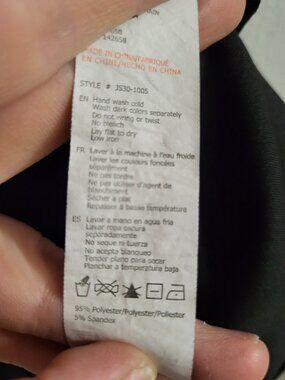 142658
MADE IN CHINA/FABRIQUÉ
EN CHINE/HECHO EN CHINA
STYLE # JS30-1005
EN Hand wash cold
Wash dark colors separately
Do not wring or twist
No bleach
Lay flat to dry
Low iron
FR Laver à la machine à l'eau froide
Laver les couleurs foncées
séparément
Ne pas tordre
Ne pas utiliser d'agent de
blanchiment
Sécher à plat
Repasser à basse température
ES Lavar a mano en agua fria
Lavar ropa oscura
separadamente
No seque ni tuerza
No acepta blanqueo
Tender plano para secar
Planchar a temperatura baja
95% Polyester/Polyester/Poliester
5% Spandex